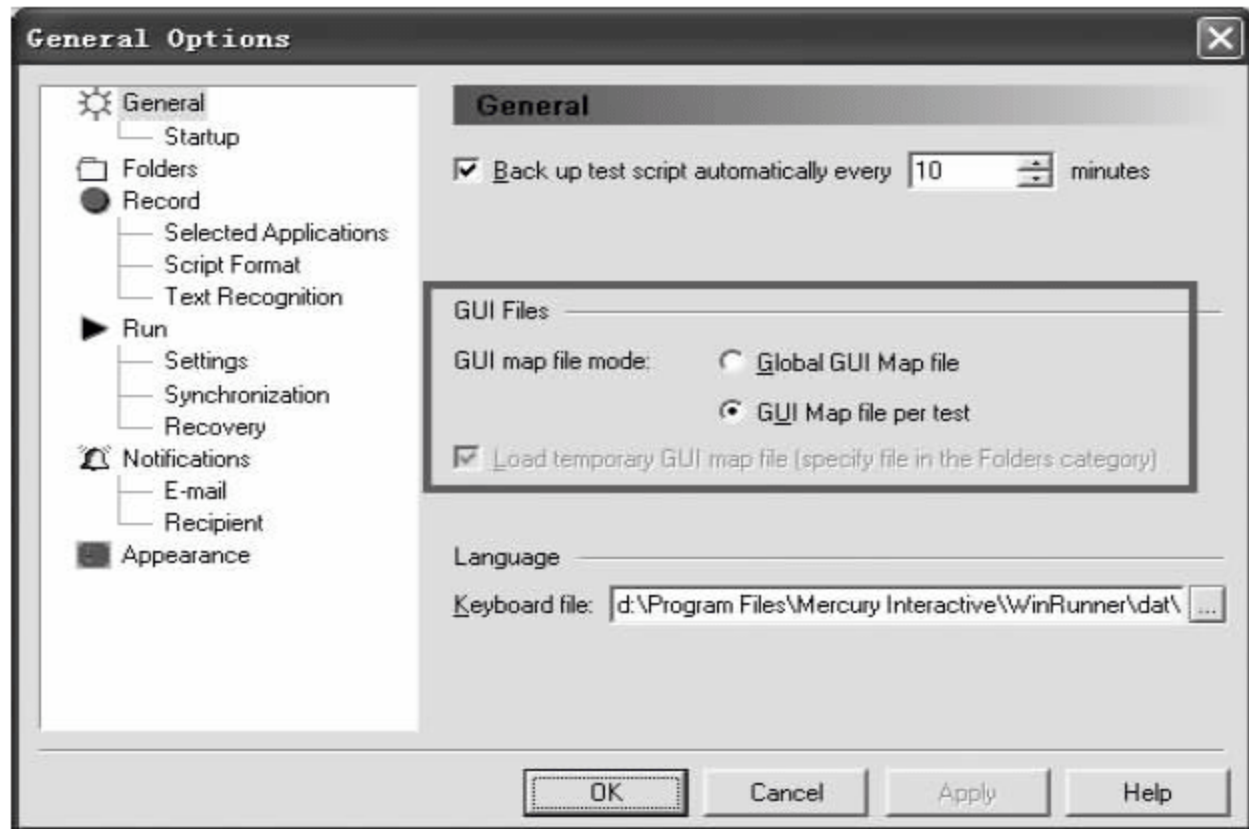 General Options
General
Startup
Folders
Record
Selected Applications
Script Format
Text Recognition
Run
Settings
Synchronization
Recovery
Notifications
E-mail
Recipient
Appearance
General
Back up test script automatically every 10 minutes
GUI Files
GUI map file mode: Global GUI Map file
GUI Map file per test
Load temporary GUI map file (specify file in the Folders category)
Language
Keyboard file: d:\Program Files\Mercury Interactive\WinRunner\dat\ ...
OK Cancel Apply Help